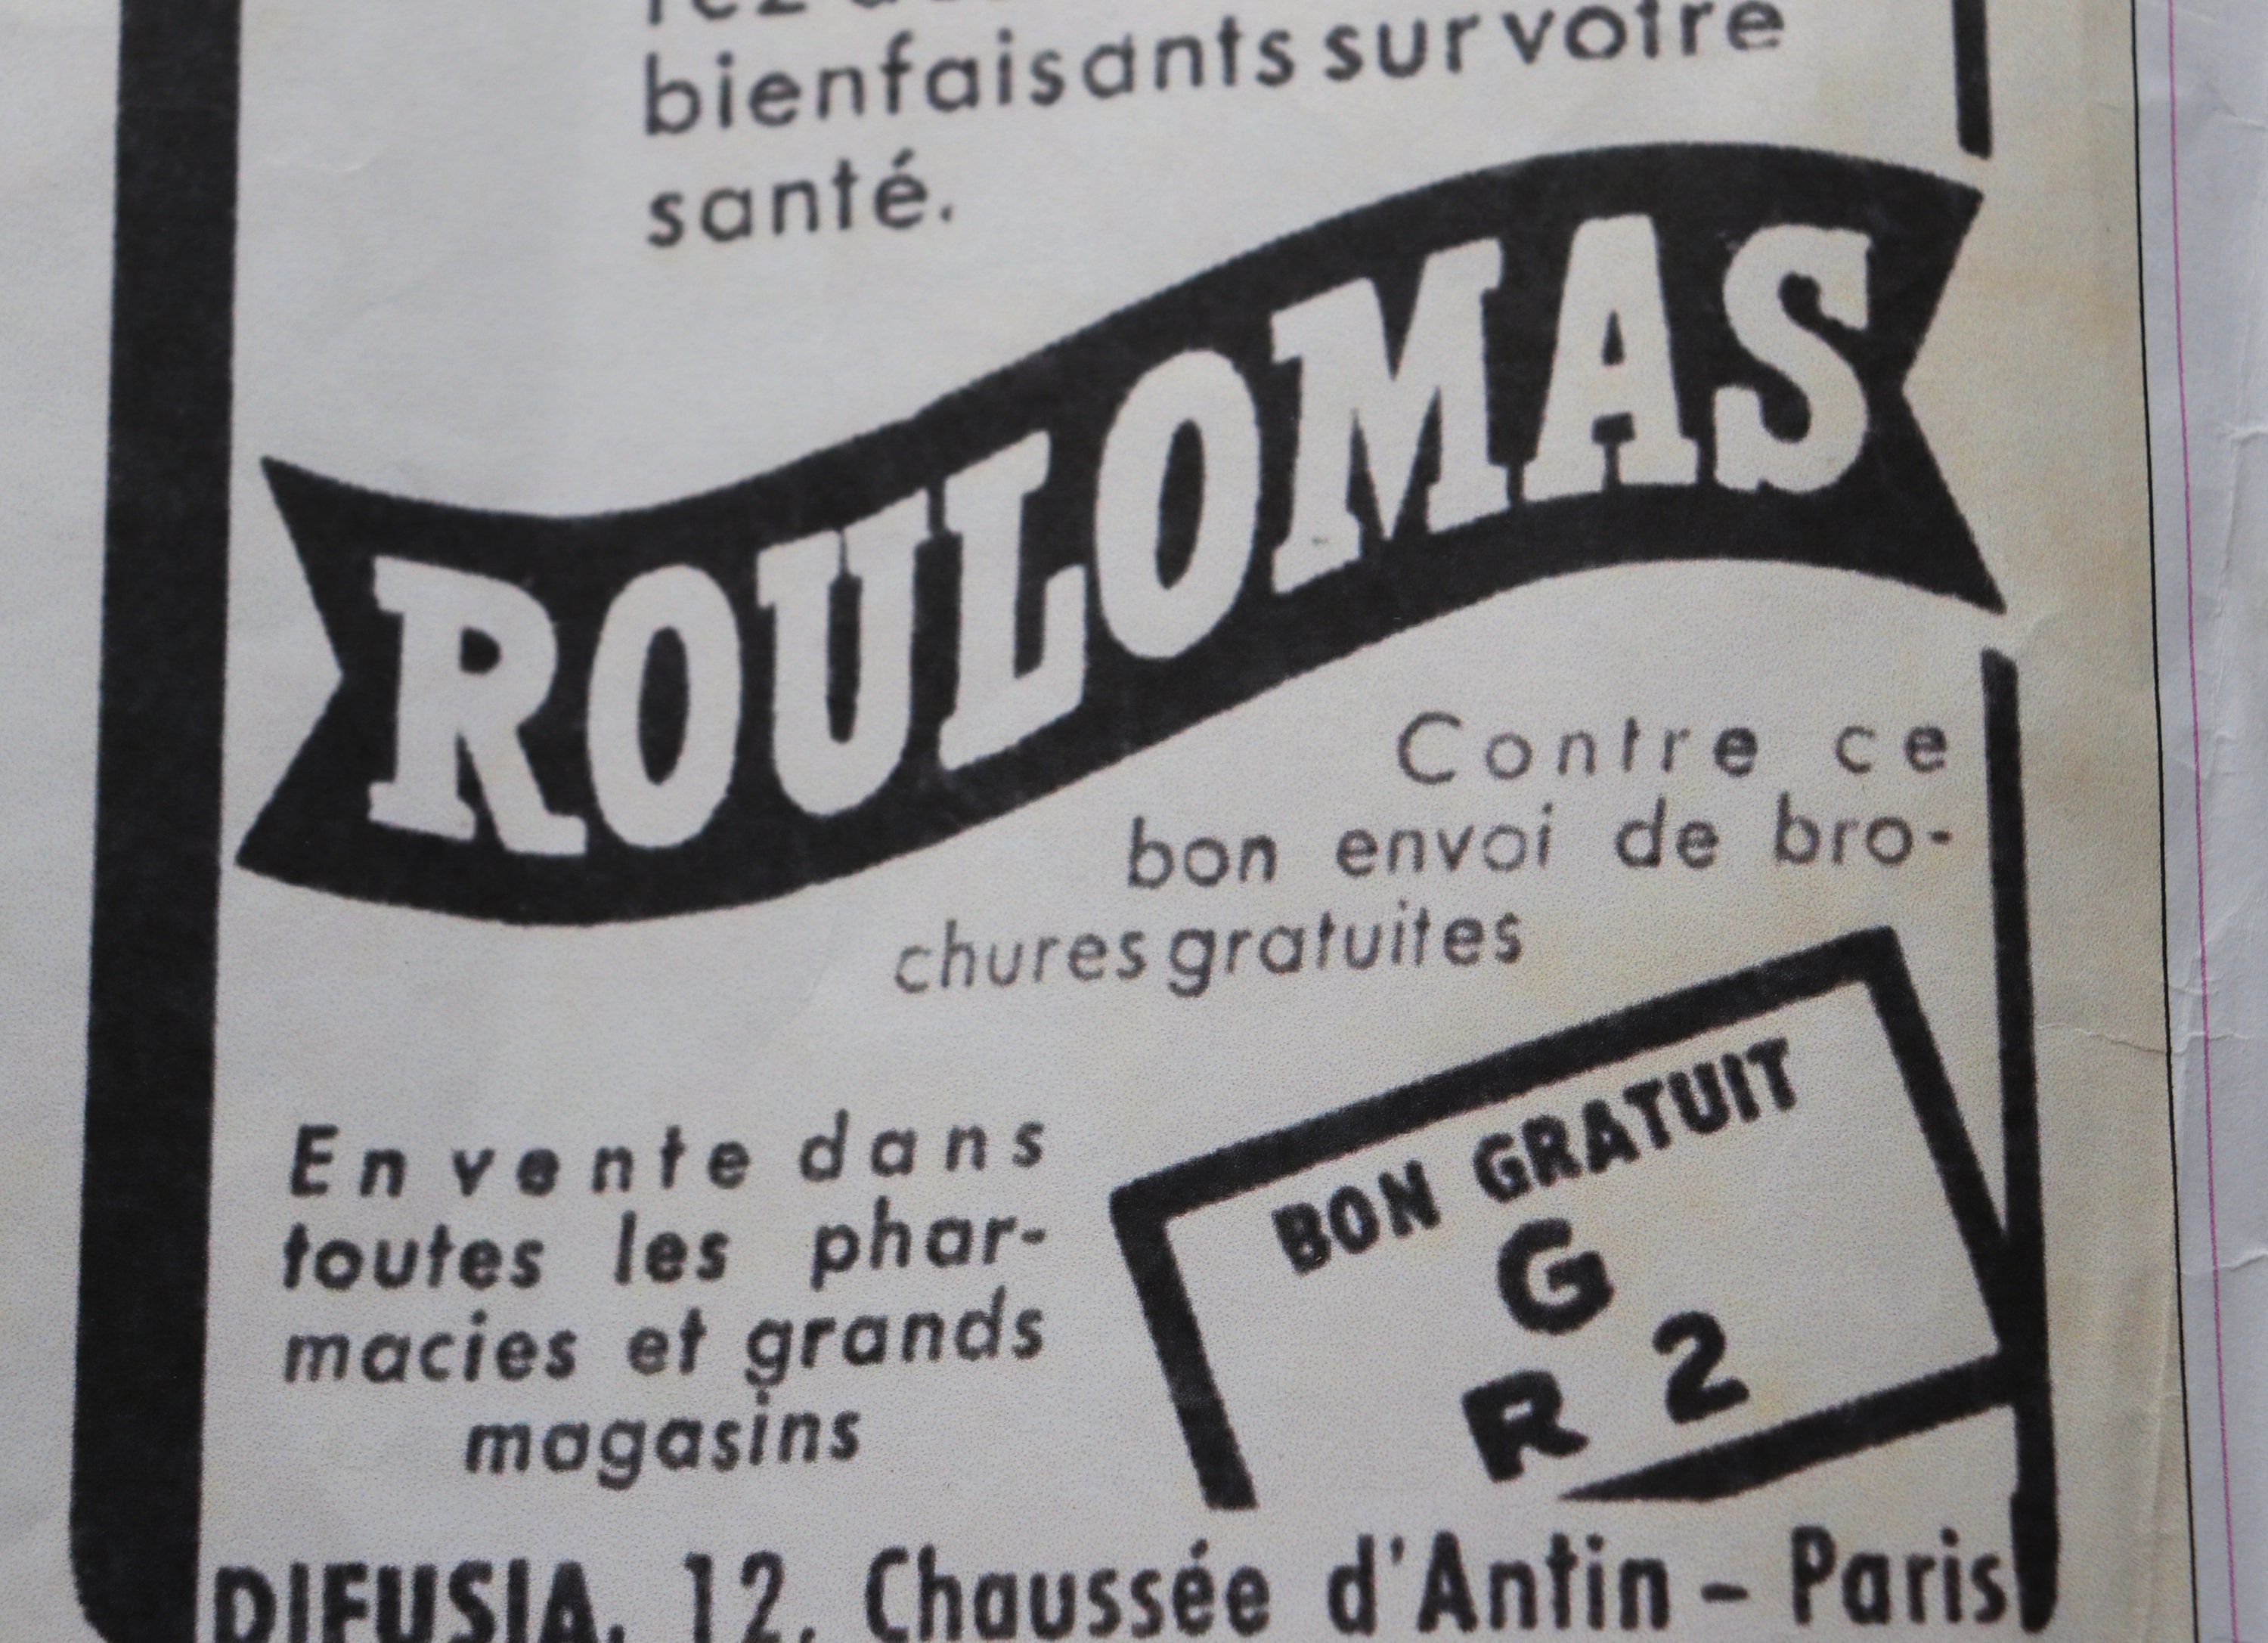 bienfaisants sur votre
santé.
ROULOMAS
Contre ce
bon envoi de bro-
chures gratuites
En vente dans
toutes les phar-
macies et grands
magasins
BON GRATUIT
G
R 2
DIFUSIA, 12, Chaussée d'Antin - Paris